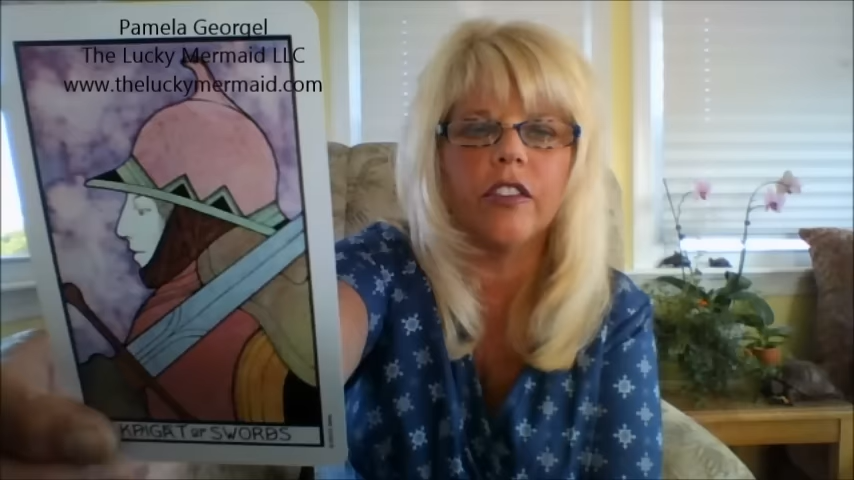 Pamela Georgel
The Lucky Mermaid LLC
www.theluckymermaid.com
KNIGHT OF SWORDS